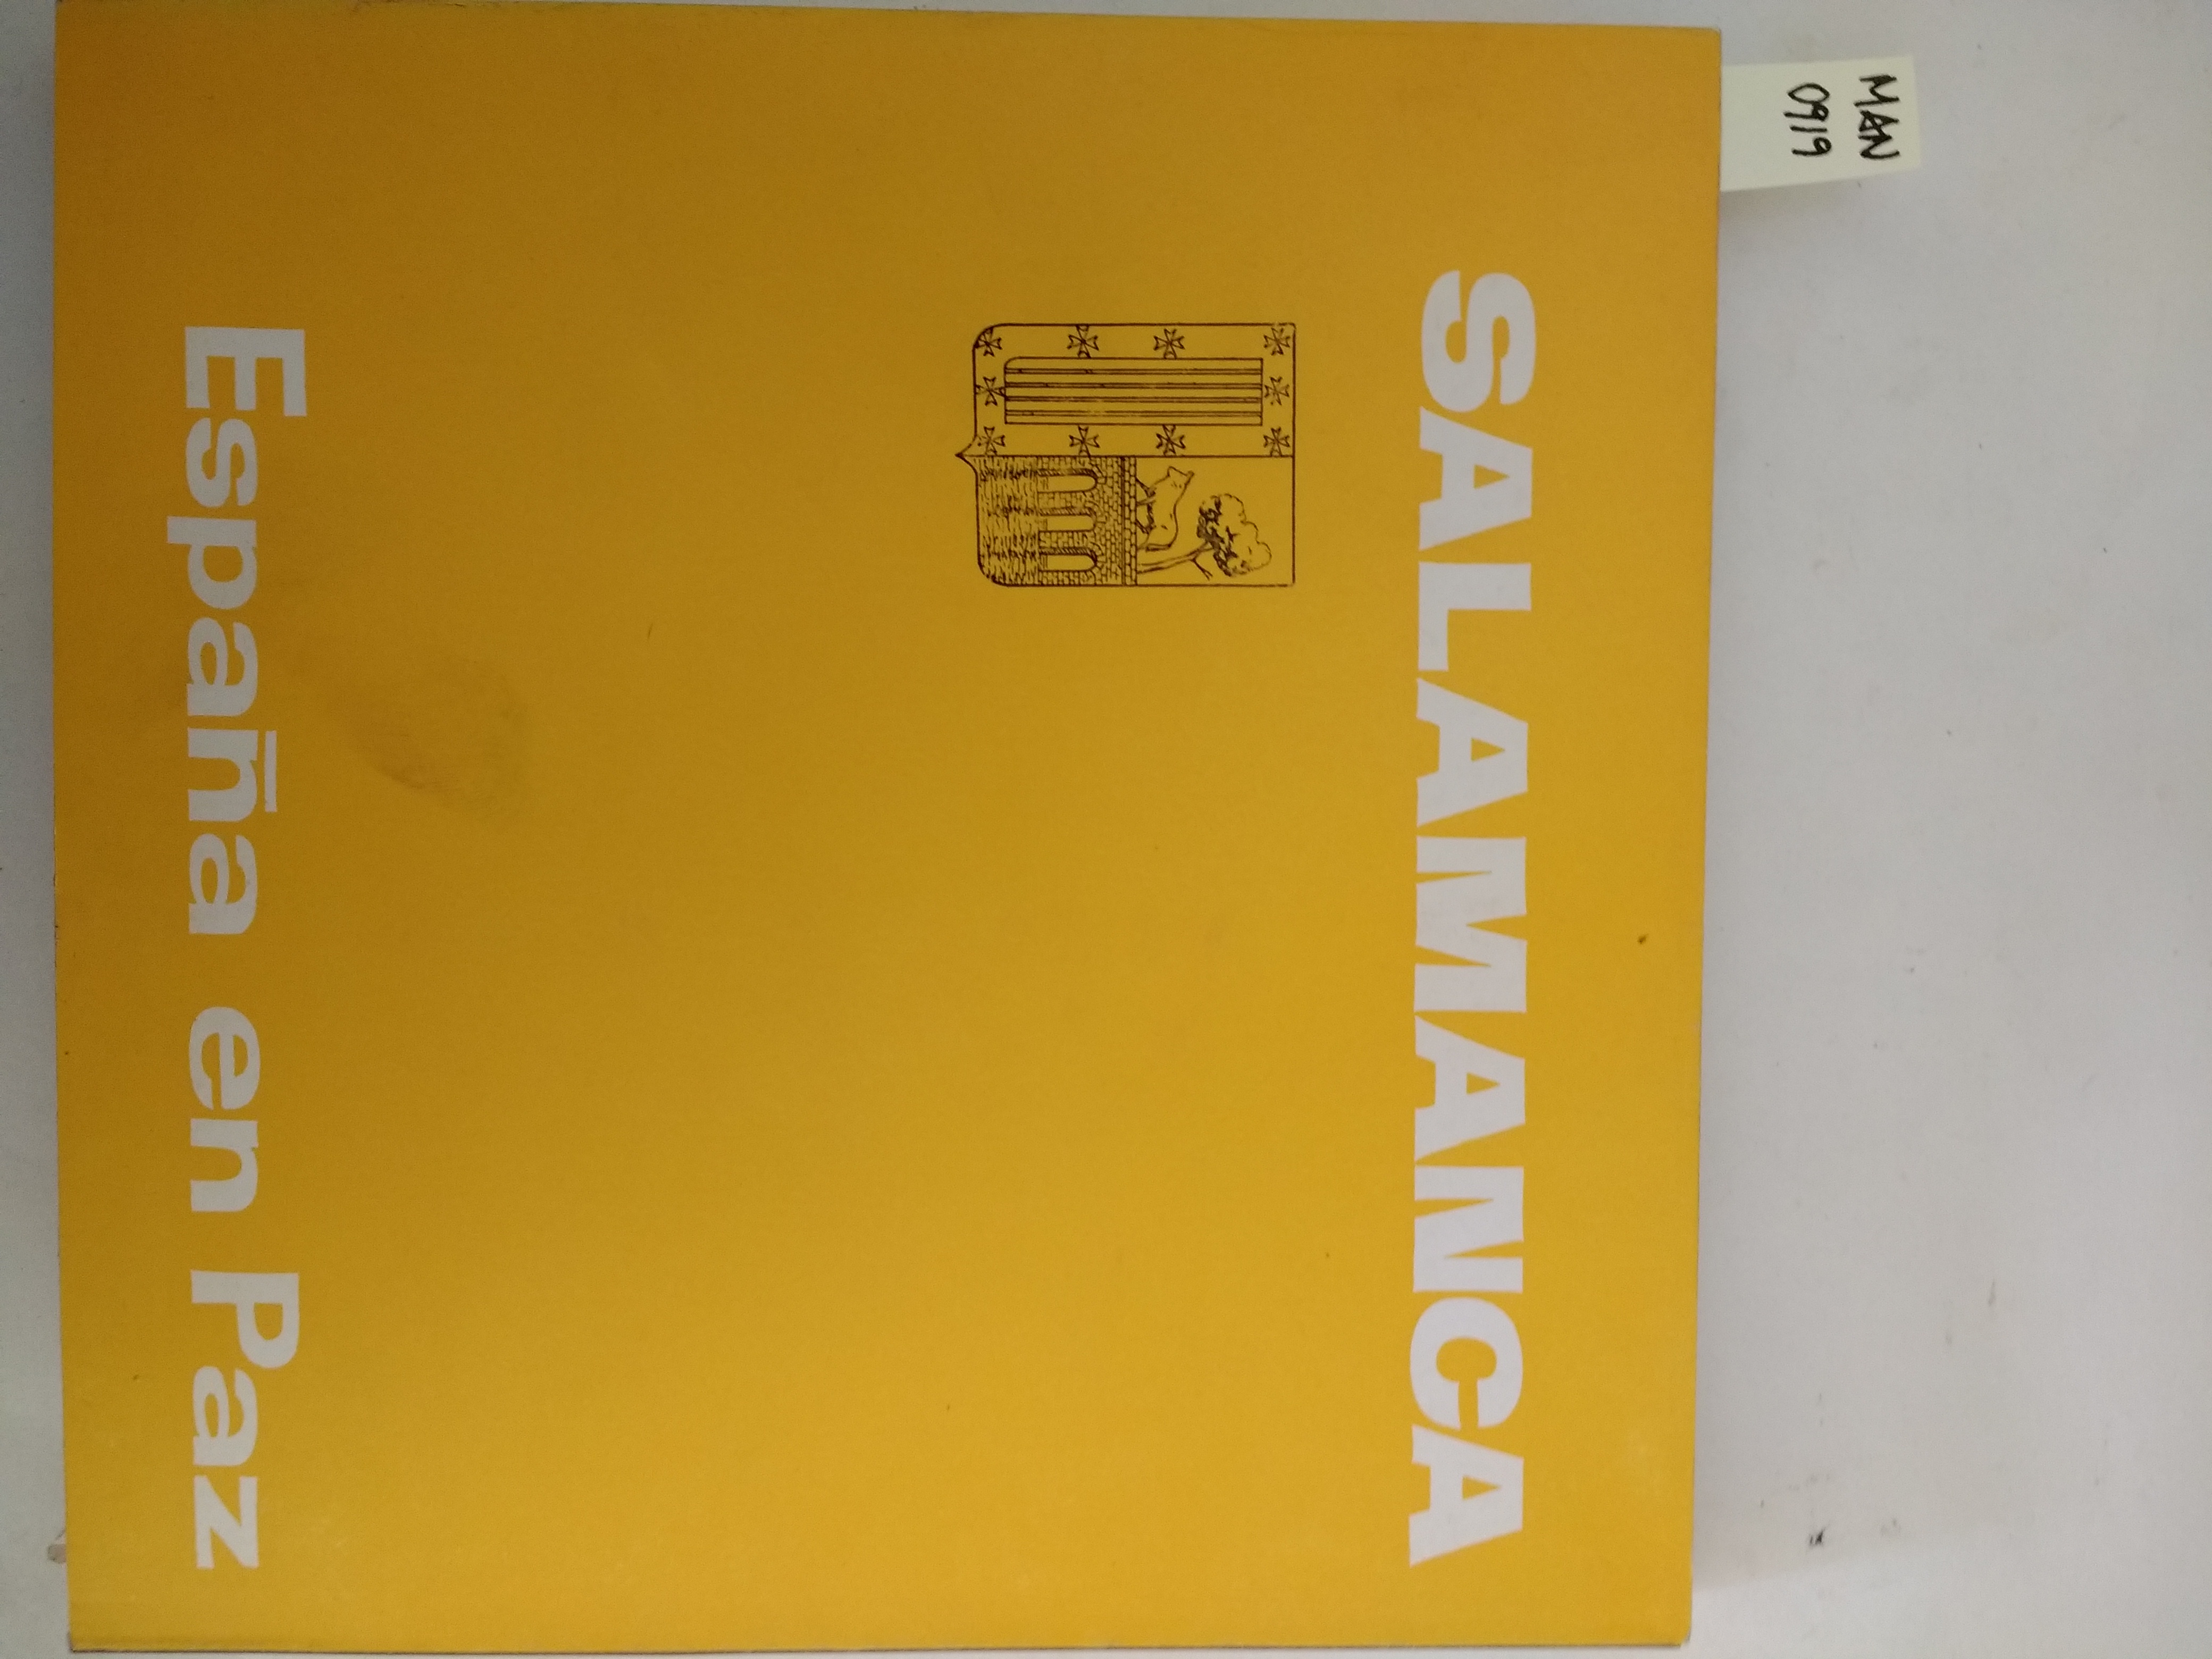 MAN
0919
SALAMANCA
España en Paz